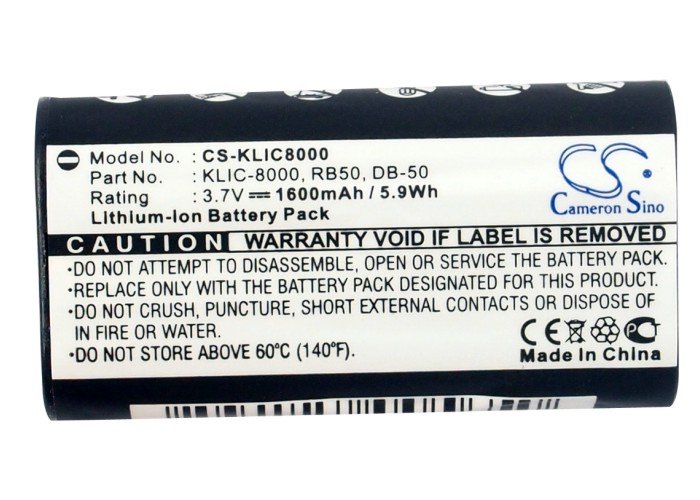 Model No. : CS-KLIC8000
Part No. : KLIC-8000, RB50, DB-50
Rating : 3.7V 1600mAh / 5.9Wh
Lithium-Ion Battery Pack
CS
Cameron Sino
CAUTION WARRANTY VOID IF LABEL IS REMOVED
•DO NOT ATTEMPT TO DISASSEMBLE, OPEN OR SERVICE THE BATTERY PACK.
•REPLACE ONLY WITH THE BATTERY PACK DESIGNED FOR YOUR PRODUCT.
•DO NOT CRUSH, PUNCTURE, SHORT EXTERNAL CONTACTS OR DISPOSE OF
IN FIRE OR WATER.
•DO NOT STORE ABOVE 60°C (140°F).
CE
Made In China